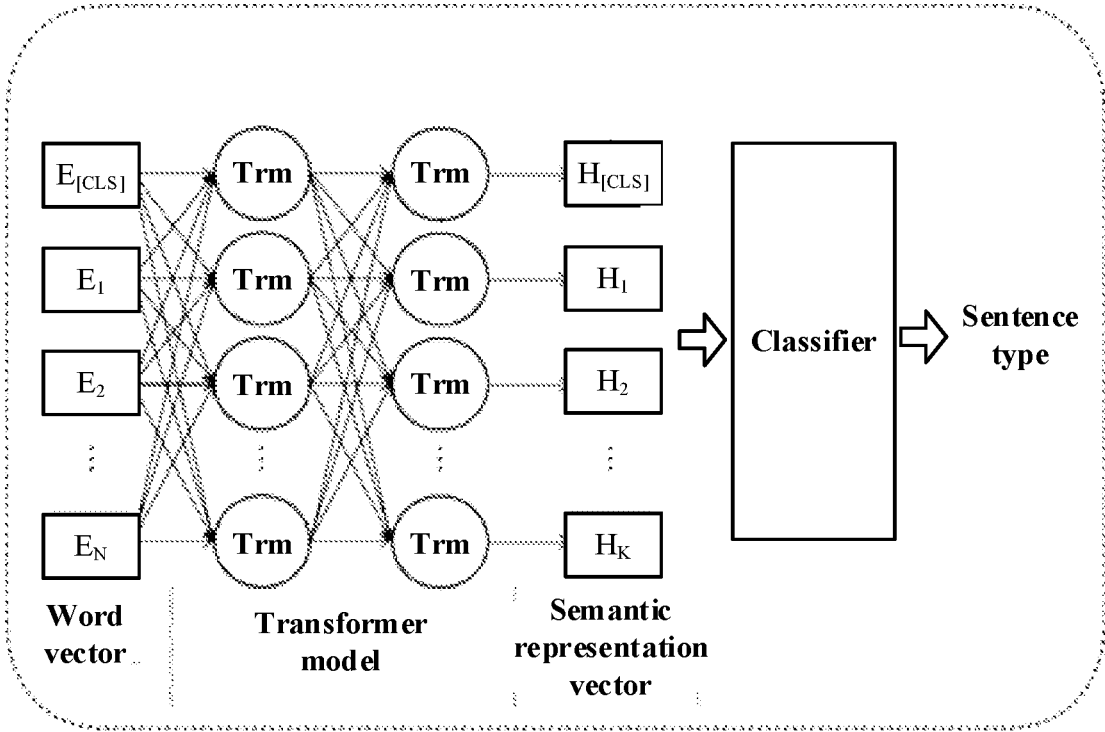 E[CLS]
Trm
Trm
H[CLS]
E1
Trm
Trm
H1
E2
Trm
Trm
H2
EN
Trm
Trm
HK
Classifier
Sentence
type
Word
vector
Transformer
model
Semantic
representation
vector